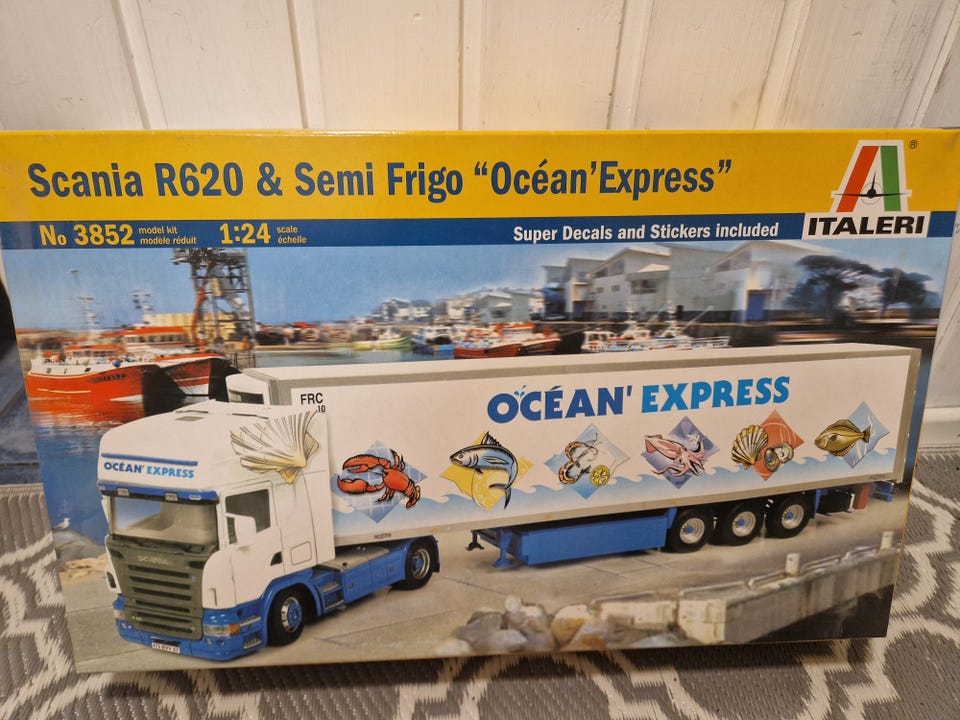 Scania R620 & Semi Frigo “Océan’Express”
®
ITALERI
No 3852 model kit
modèle réduit
1:24 scale
échelle
Super Decals and Stickers included
FRC
OCÉAN' EXPRESS
OCÉAN' EXPRESS
SCANIA